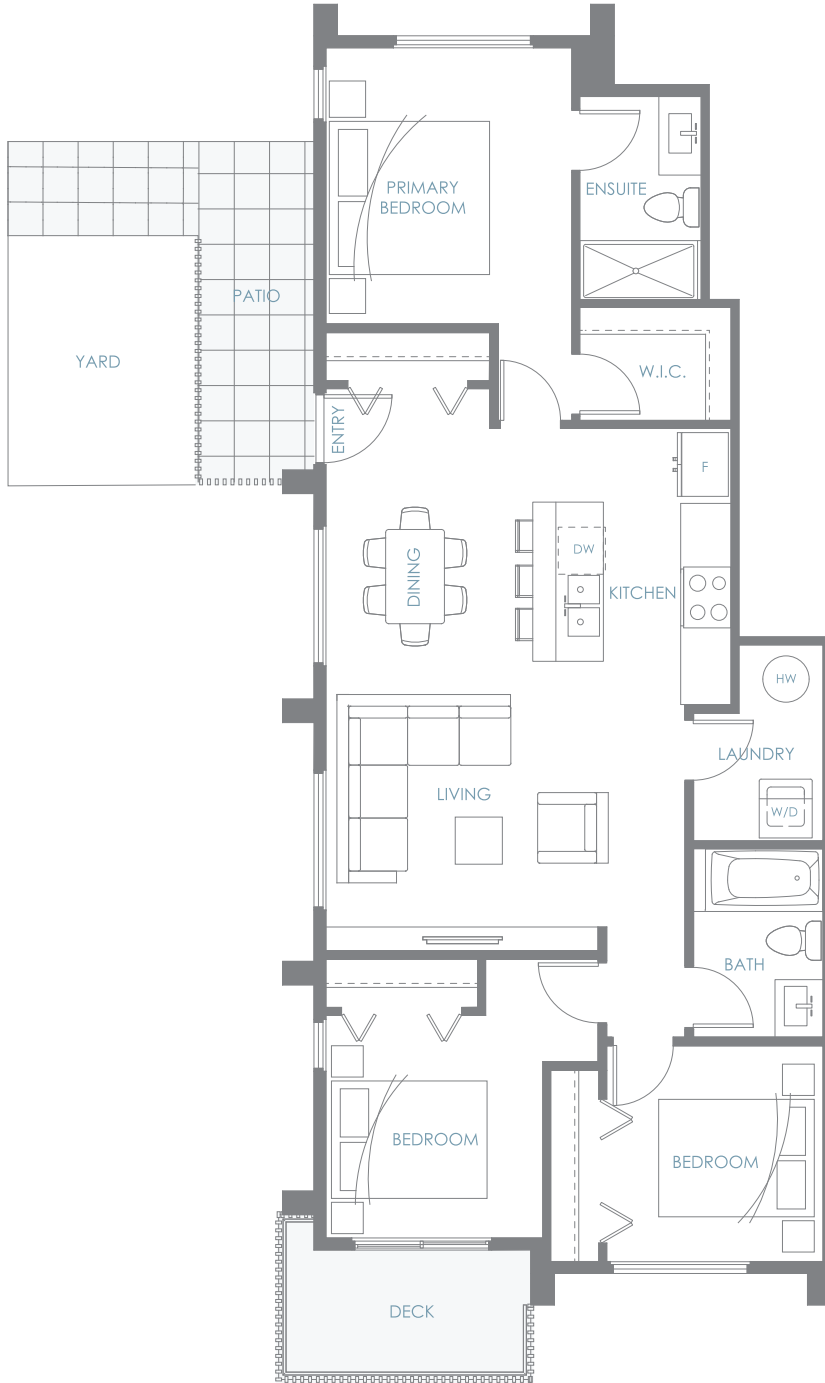 PRIMARY
BEDROOM
ENSUITE
PATIO
YARD
W.I.C.
ENTRY
F
DINING
DW
KITCHEN
HW
LAUNDRY
LIVING
W/D
BATH
BEDROOM
BEDROOM
DECK